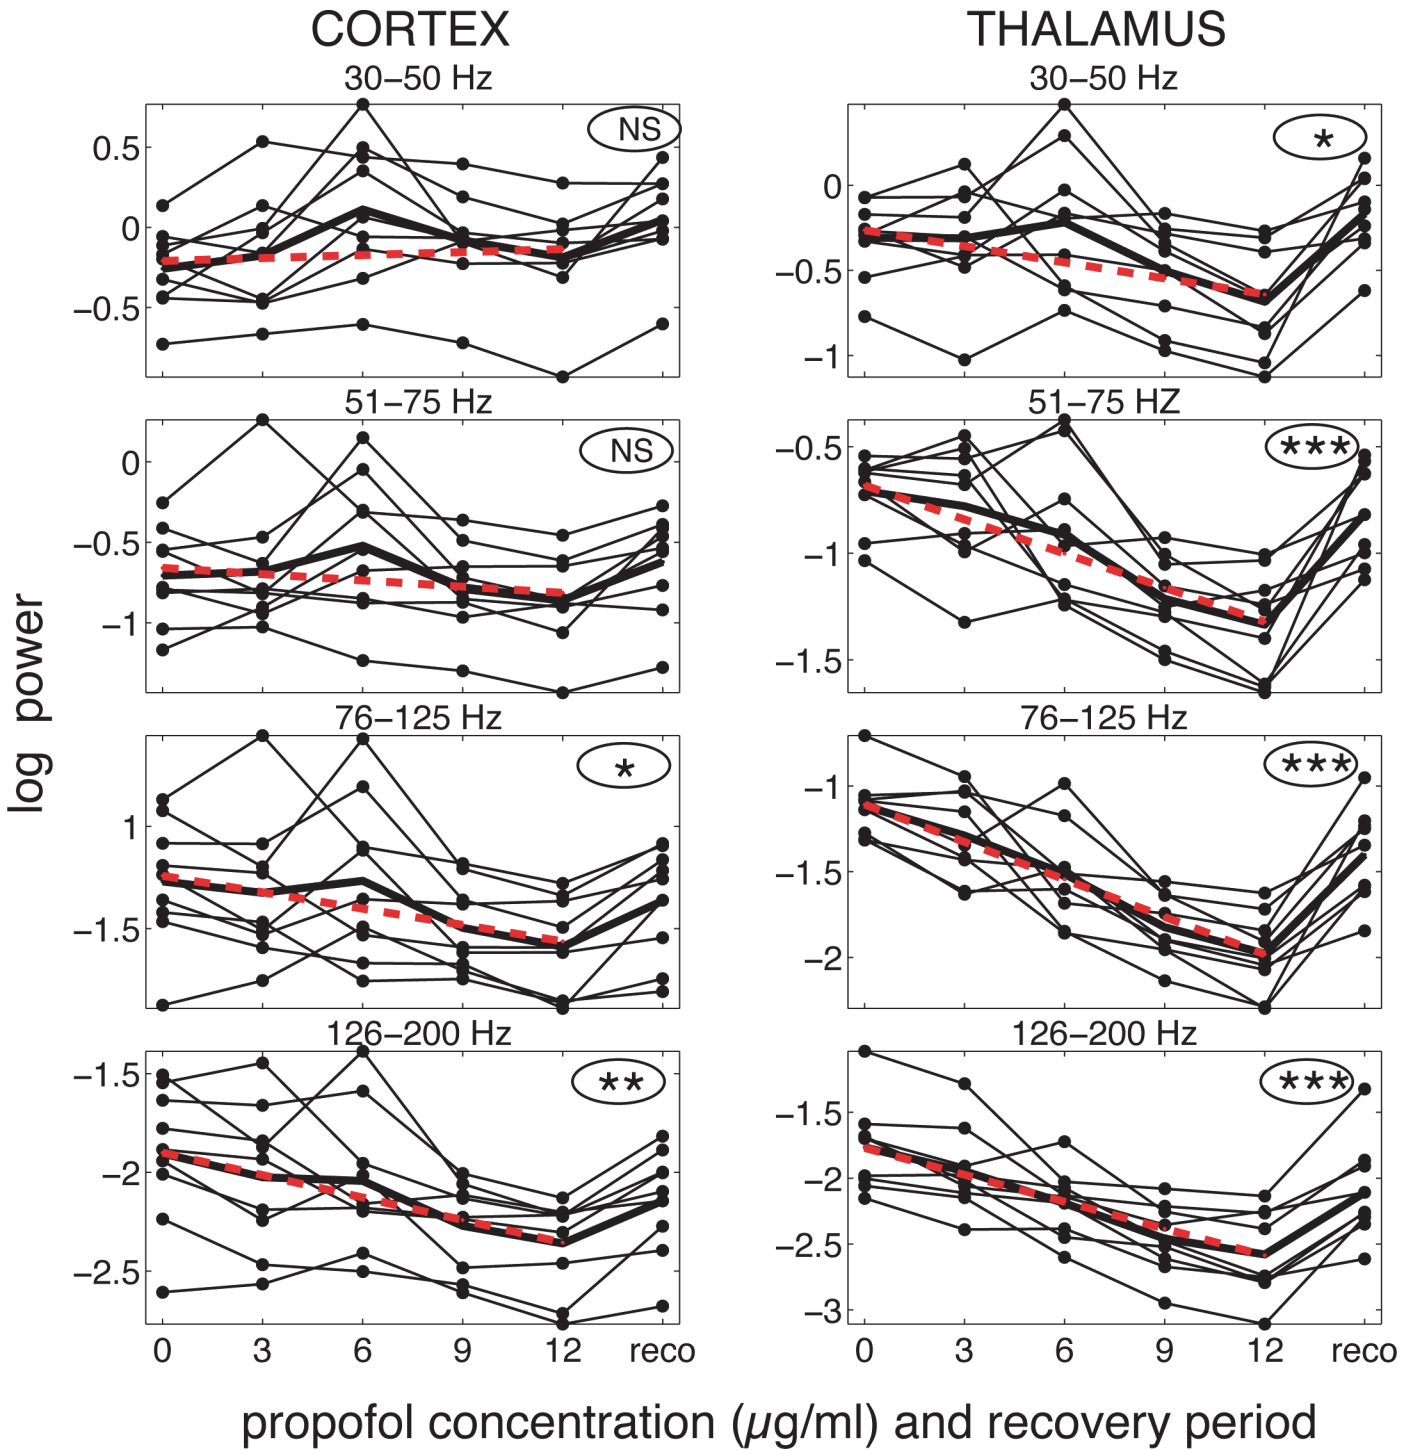 CORTEX
THALAMUS
30–50 Hz
30–50 Hz
NS
*
0.5
0
−0.5
0
−0.5
−1
51–75 Hz
51–75 HZ
NS
***
0
−0.5
−1
−0.5
−1
−1.5
76–125 Hz
76–125 Hz
*
***
1
−1.5
−1
−1.5
−2
126–200 Hz
126–200 Hz
**
***
−1.5
−2
−2.5
−1.5
−2
−2.5
−3
0 3 6 9 12 reco
0 3 6 9 12 reco
log power
propofol concentration (µg/ml) and recovery period